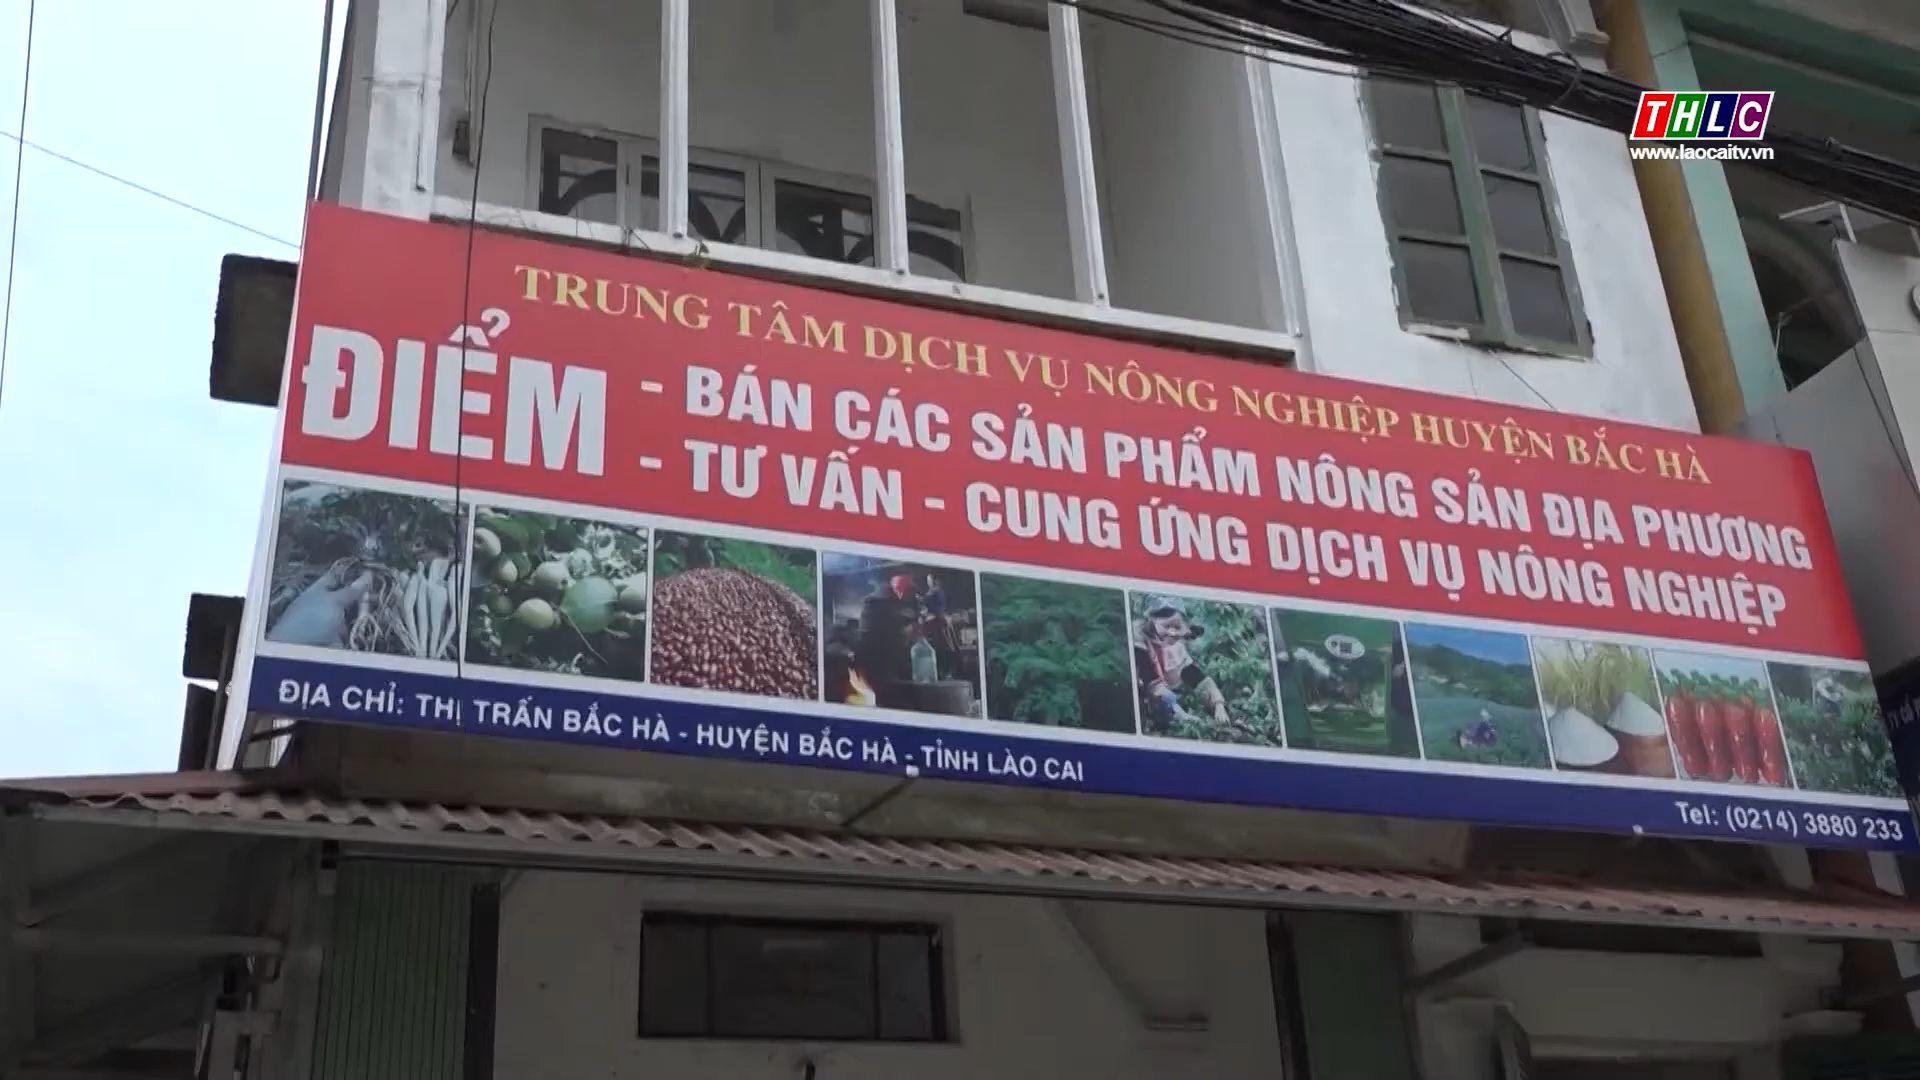 THLC
www.laocaitv.vn
TRUNG TÂM DỊCH VỤ NÔNG NGHIỆP HUYỆN BẮC HÀ
ĐIỂM
- BÁN CÁC SẢN PHẨM NÔNG SẢN ĐỊA PHƯƠNG
- TƯ VẤN - CUNG ỨNG DỊCH VỤ NÔNG NGHIỆP
ĐỊA CHỈ: THỊ TRẤN BẮC HÀ - HUYỆN BẮC HÀ - TỈNH LÀO CAI
Tel: (0214) 3880 233